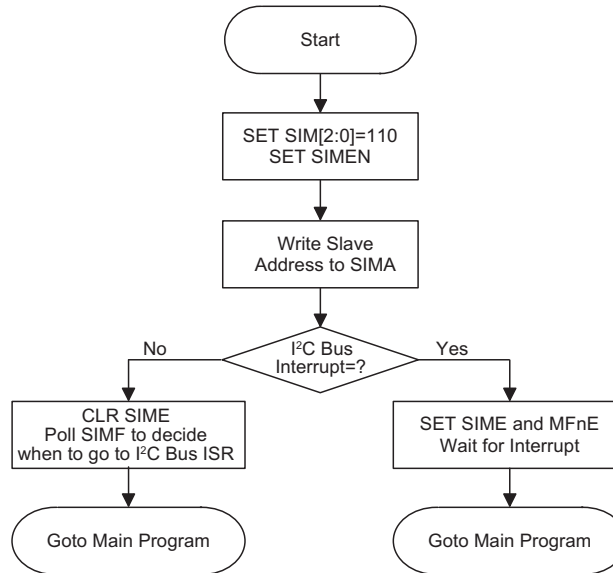 Start
SET SIM[2:0]=110
SET SIMEN
Write Slave
Address to SIMA
I²C Bus
Interrupt=?
No
Yes
CLR SIME
Poll SIMF to decide
when to go to I²C Bus ISR
SET SIME and MFnE
Wait for Interrupt
Goto Main Program
Goto Main Program